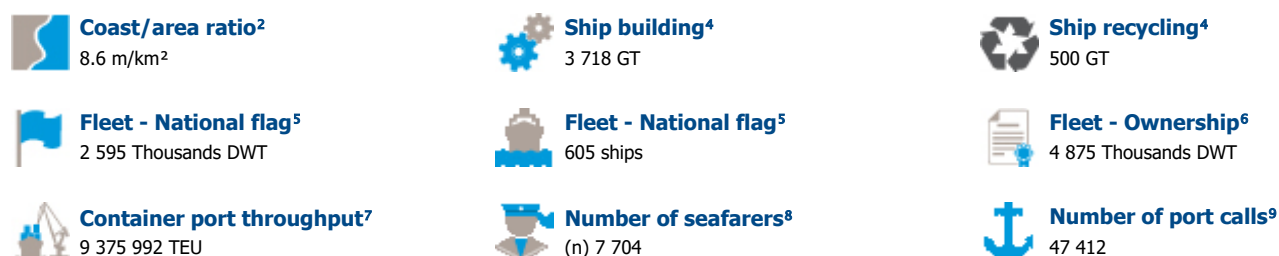 Coast/area ratio²
8.6 m/km²
Ship building⁴
3 718 GT
Ship recycling⁴
500 GT
Fleet - National flag⁵
2 595 Thousands DWT
Fleet - National flag⁵
605 ships
Fleet - Ownership⁶
4 875 Thousands DWT
Container port throughput⁷
9 375 992 TEU
Number of seafarers⁸
(n) 7 704
Number of port calls⁹
47 412